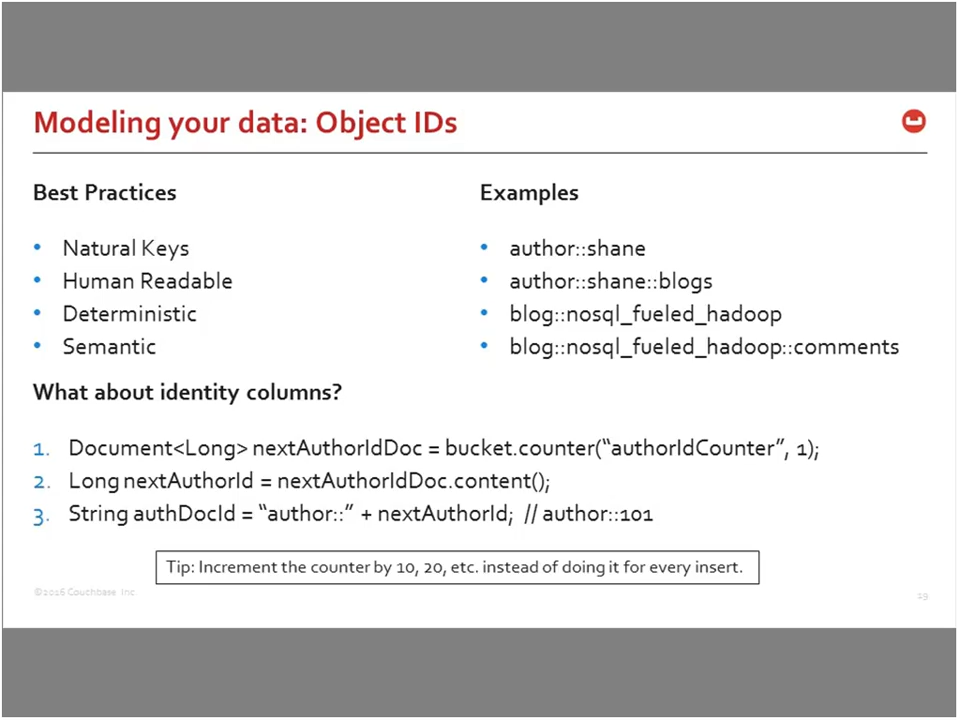 Modeling your data: Object IDs
Best Practices
• Natural Keys
• Human Readable
• Deterministic
• Semantic
Examples
• author::shane
• author::shane::blogs
• blog::nosql_fueled_hadoop
• blog::nosql_fueled_hadoop::comments
What about identity columns?
1. Document<Long> nextAuthorIdDoc = bucket.counter(“authorIdCounter”, 1);
2. Long nextAuthorId = nextAuthorIdDoc.content();
3. String authDocId = “author::” + nextAuthorId; // author::101
Tip: Increment the counter by 10, 20, etc. instead of doing it for every insert.
©2016 Couchbase Inc.
19